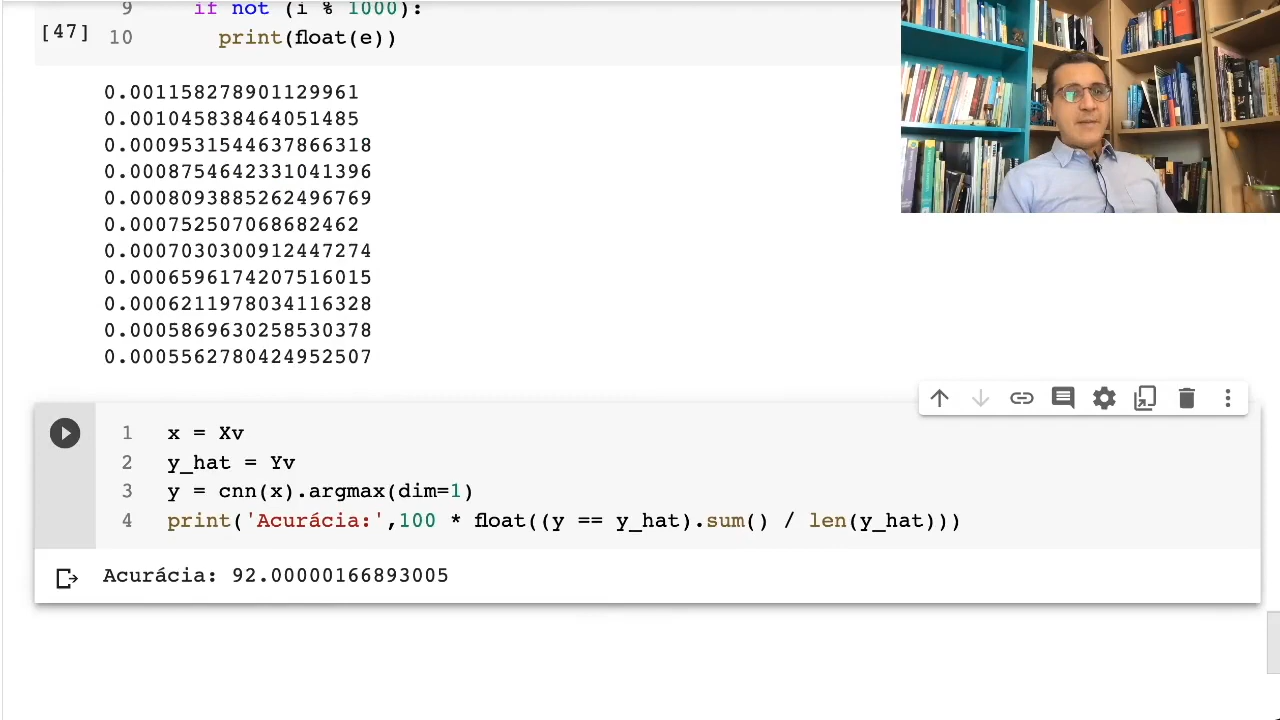 9 if not (i % 1000):
[47] 10 print(float(e))
0.001158278901129961
0.001045838464051485
0.0009531544637866318
0.0008754642331041396
0.0008093885262496769
0.000752507068682462
0.0007030300912447274
0.0006596174207516015
0.0006211978034116328
0.0005869630258530378
0.0005562780424952507
1 x = Xv
2 y_hat = Yv
3 y = cnn(x).argmax(dim=1)
4 print('Acurácia:',100 * float((y == y_hat).sum() / len(y_hat)))
Acurácia: 92.00000166893005